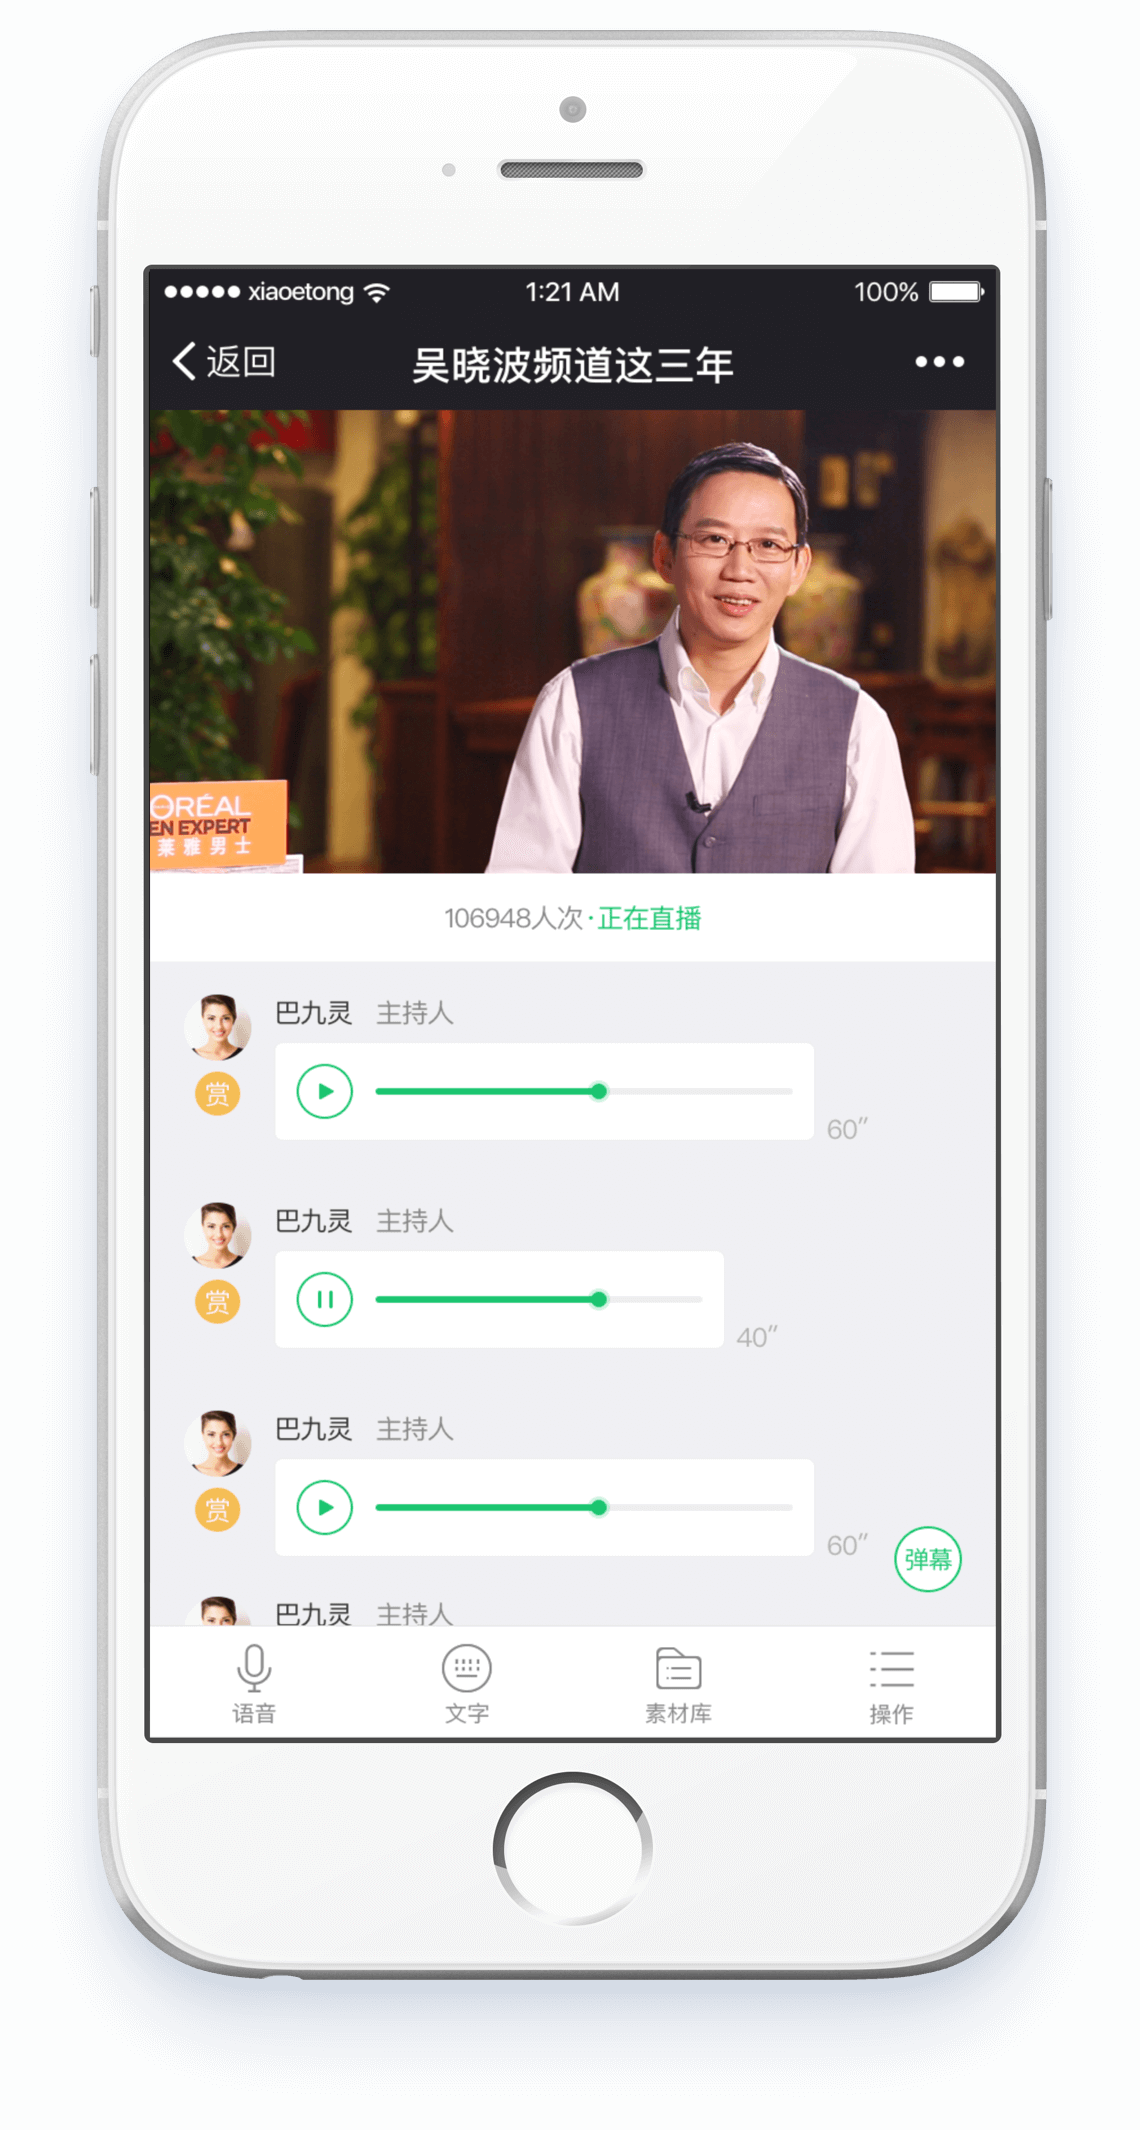 xiaoetong 1:21 AM 100%
返回 吴晓波频道这三年
ORÉAL
EN EXPERT
莱雅男士
106948人次·正在直播
巴九灵 主持人
赏
60"
巴九灵 主持人
赏
40"
巴九灵 主持人
赏
60"
弹幕
巴九灵 主持人
语音 文字 素材库 操作